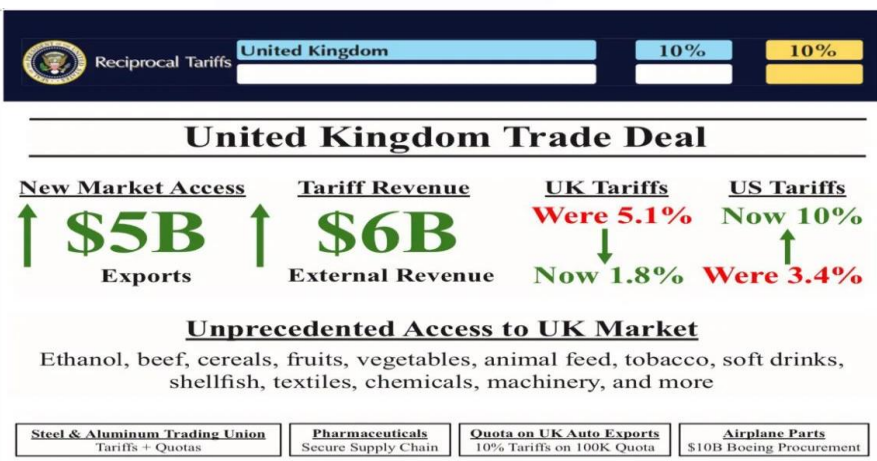 Reciprocal Tariffs
United Kingdom 10% 10%
United Kingdom Trade Deal
New Market Access
$5B
Exports
Tariff Revenue
$6B
External Revenue
UK Tariffs
Were 5.1%
Now 1.8%
US Tariffs
Now 10%
Were 3.4%
Unprecedented Access to UK Market
Ethanol, beef, cereals, fruits, vegetables, animal feed, tobacco, soft drinks,
shellfish, textiles, chemicals, machinery, and more
Steel & Aluminum Trading Union
Tariffs + Quotas
Pharmaceuticals
Secure Supply Chain
Quota on UK Auto Exports
10% Tariffs on 100K Quota
Airplane Parts
$10B Boeing Procurement